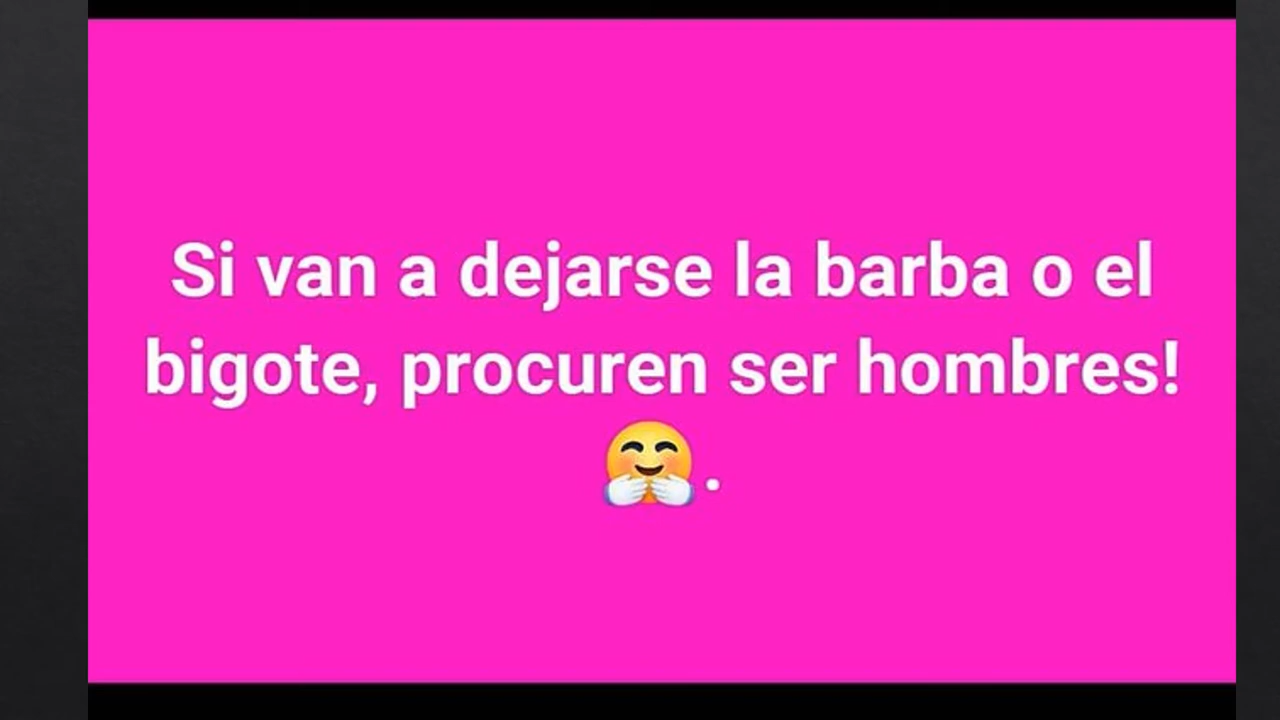 Si van a dejarse la barba o el
bigote, procuren ser hombres!
🤗.